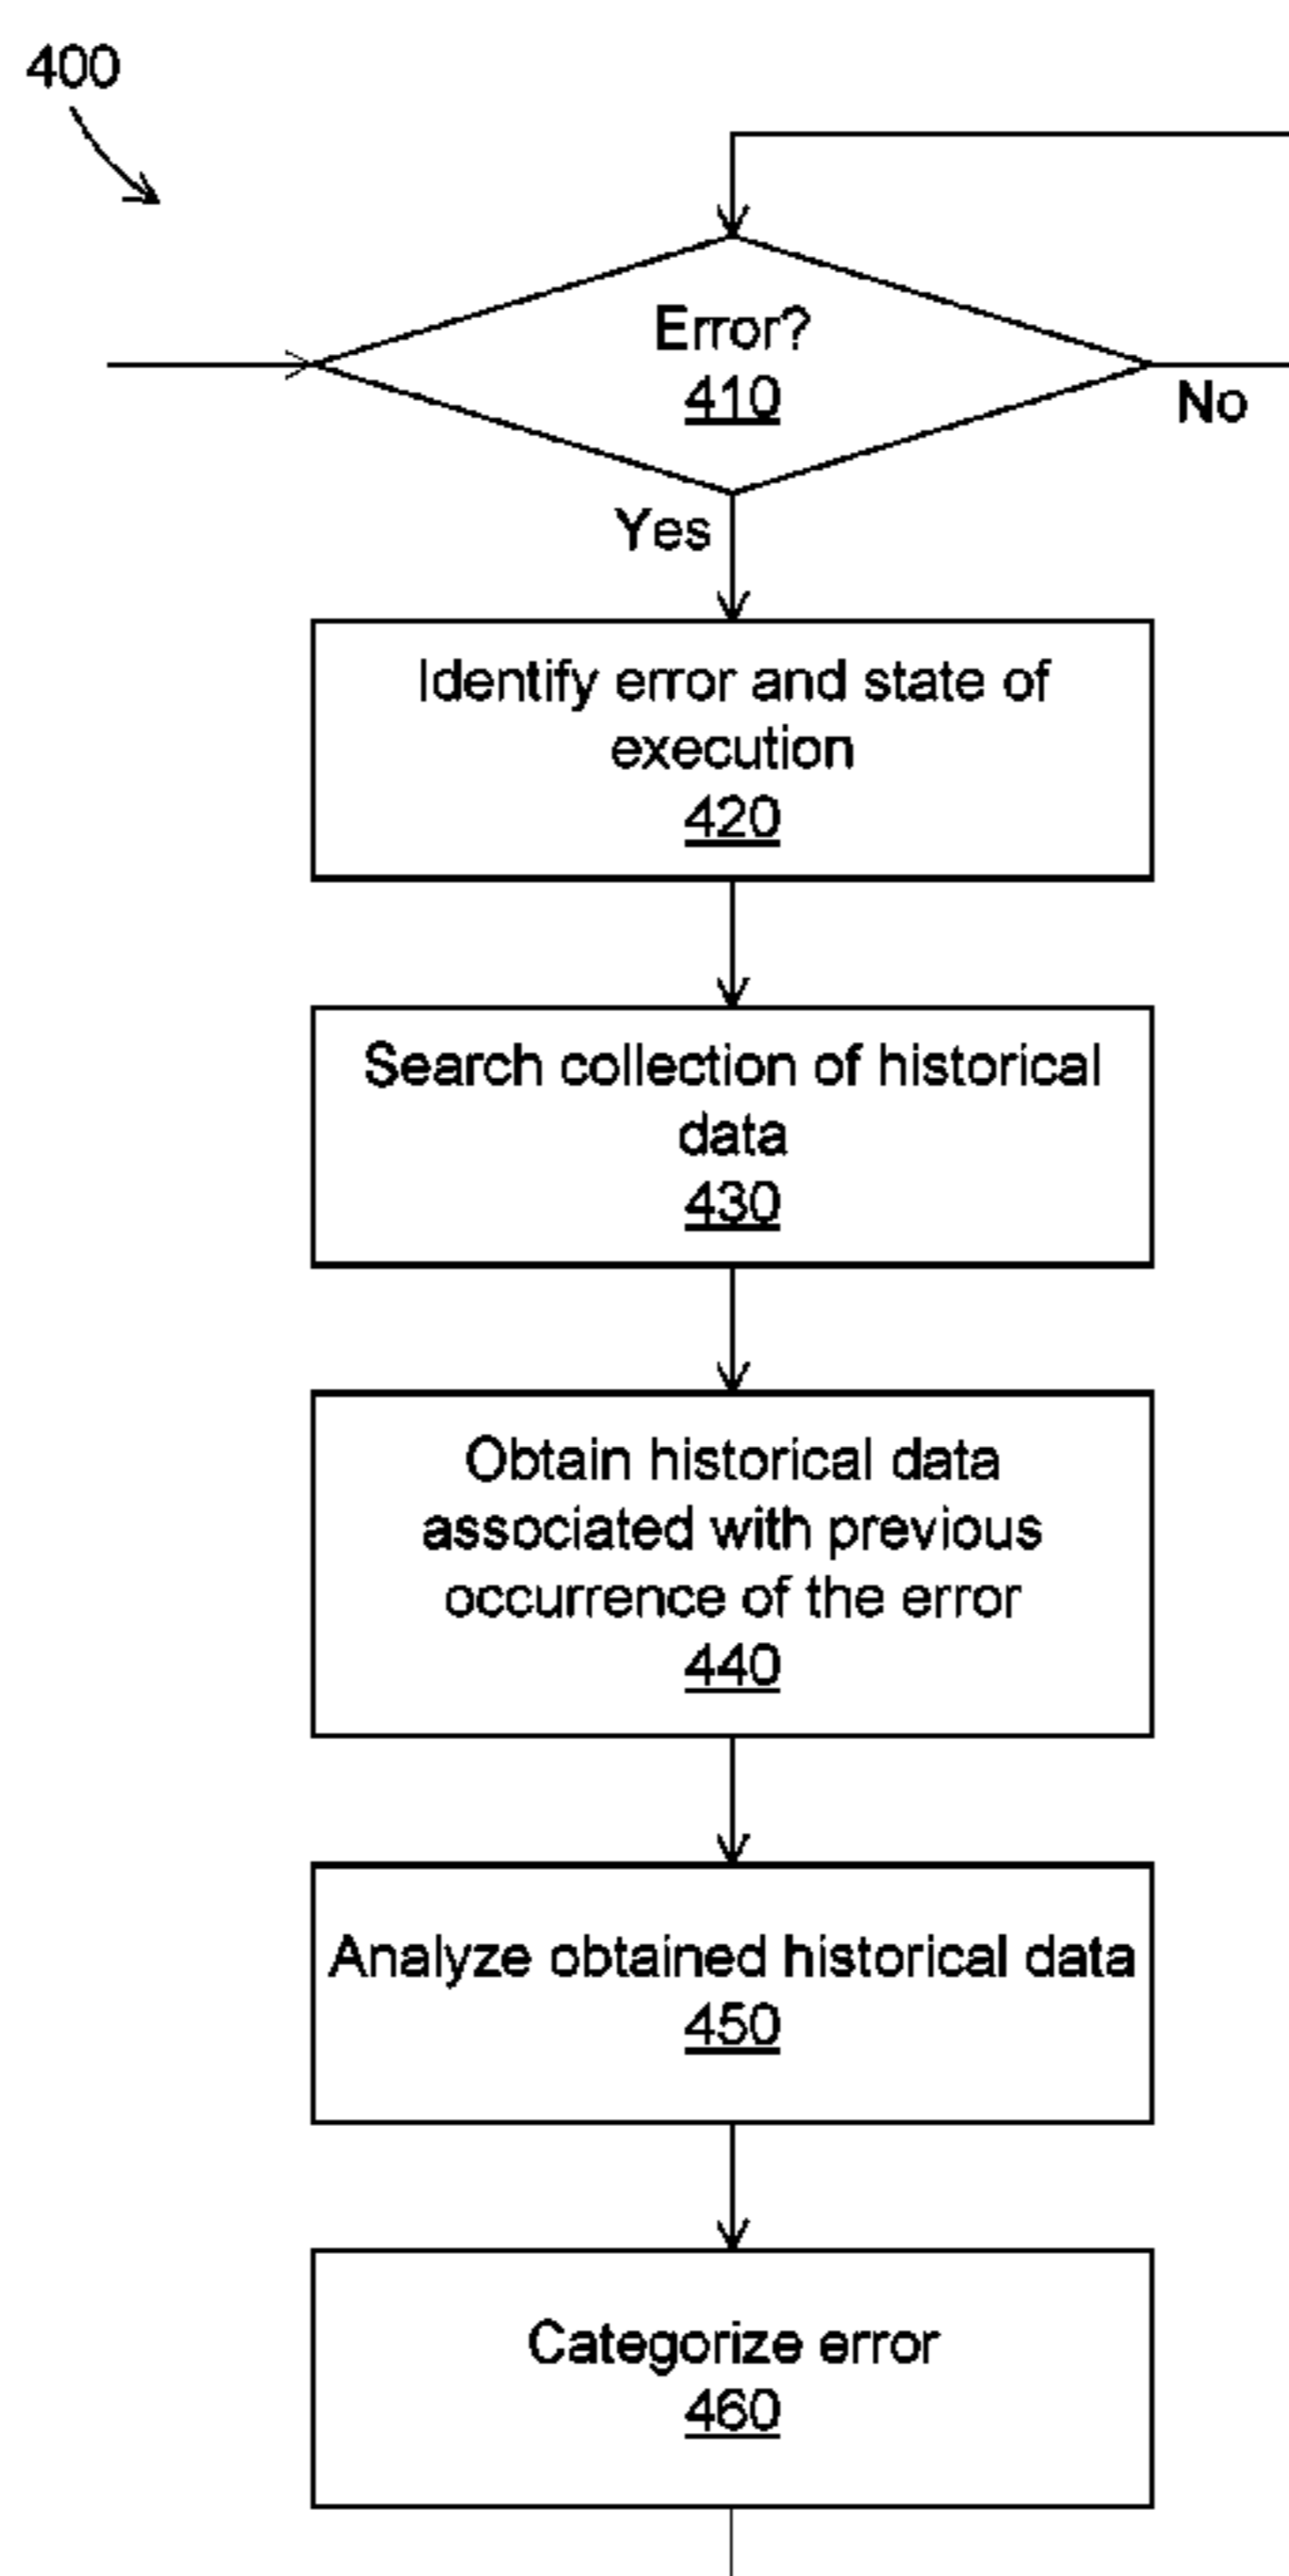 400
Error?
410
No
Yes
Identify error and state of
execution
420
Search collection of historical
data
430
Obtain historical data
associated with previous
occurrence of the error
440
Analyze obtained historical data
450
Categorize error
460